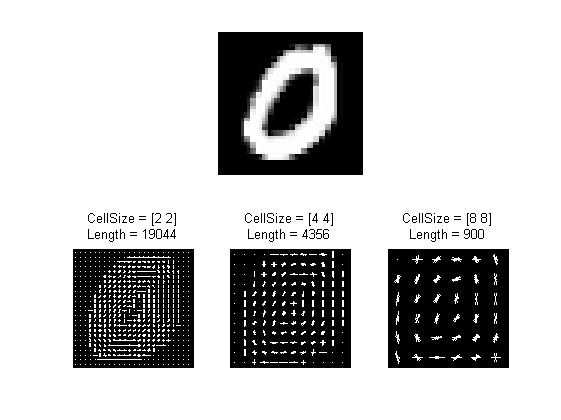 CellSize = [2 2]
Length = 19044
CellSize = [4 4]
Length = 4356
CellSize = [8 8]
Length = 900